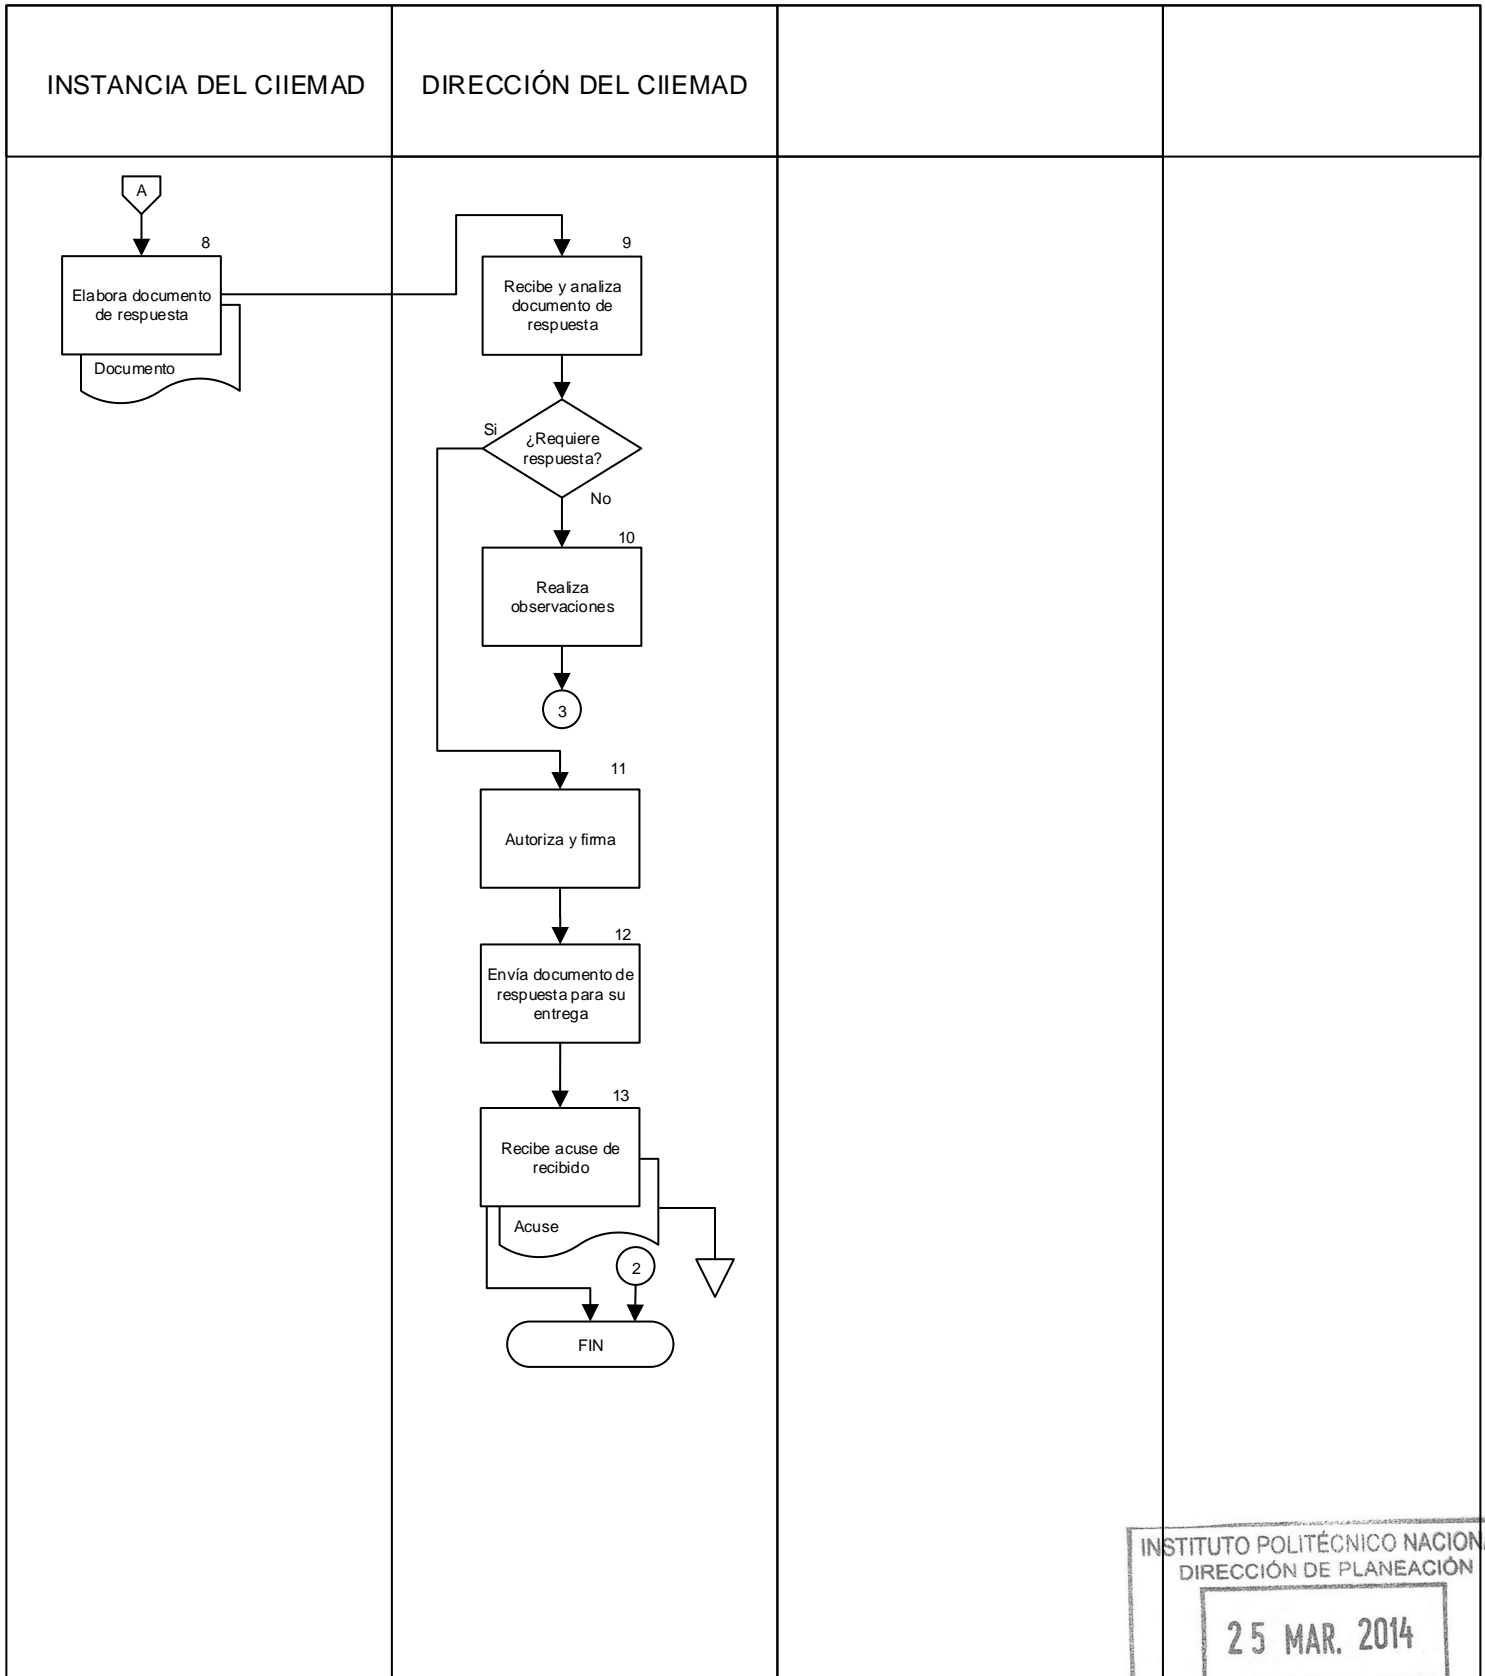 INSTANCIA DEL CIIEMAD
DIRECCIÓN DEL CIIEMAD
A
8
Elabora documento
de respuesta
Documento
9
Recibe y analiza
documento de
respuesta
Si
¿Requiere
respuesta?
No
10
Realiza
observaciones
3
11
Autoriza y firma
12
Envía documento de
respuesta para su
entrega
13
Recibe acuse de
recibido
Acuse
2
FIN
INSTITUTO POLITÉCNICO NACION
DIRECCIÓN DE PLANEACIÓN
25 MAR. 2014